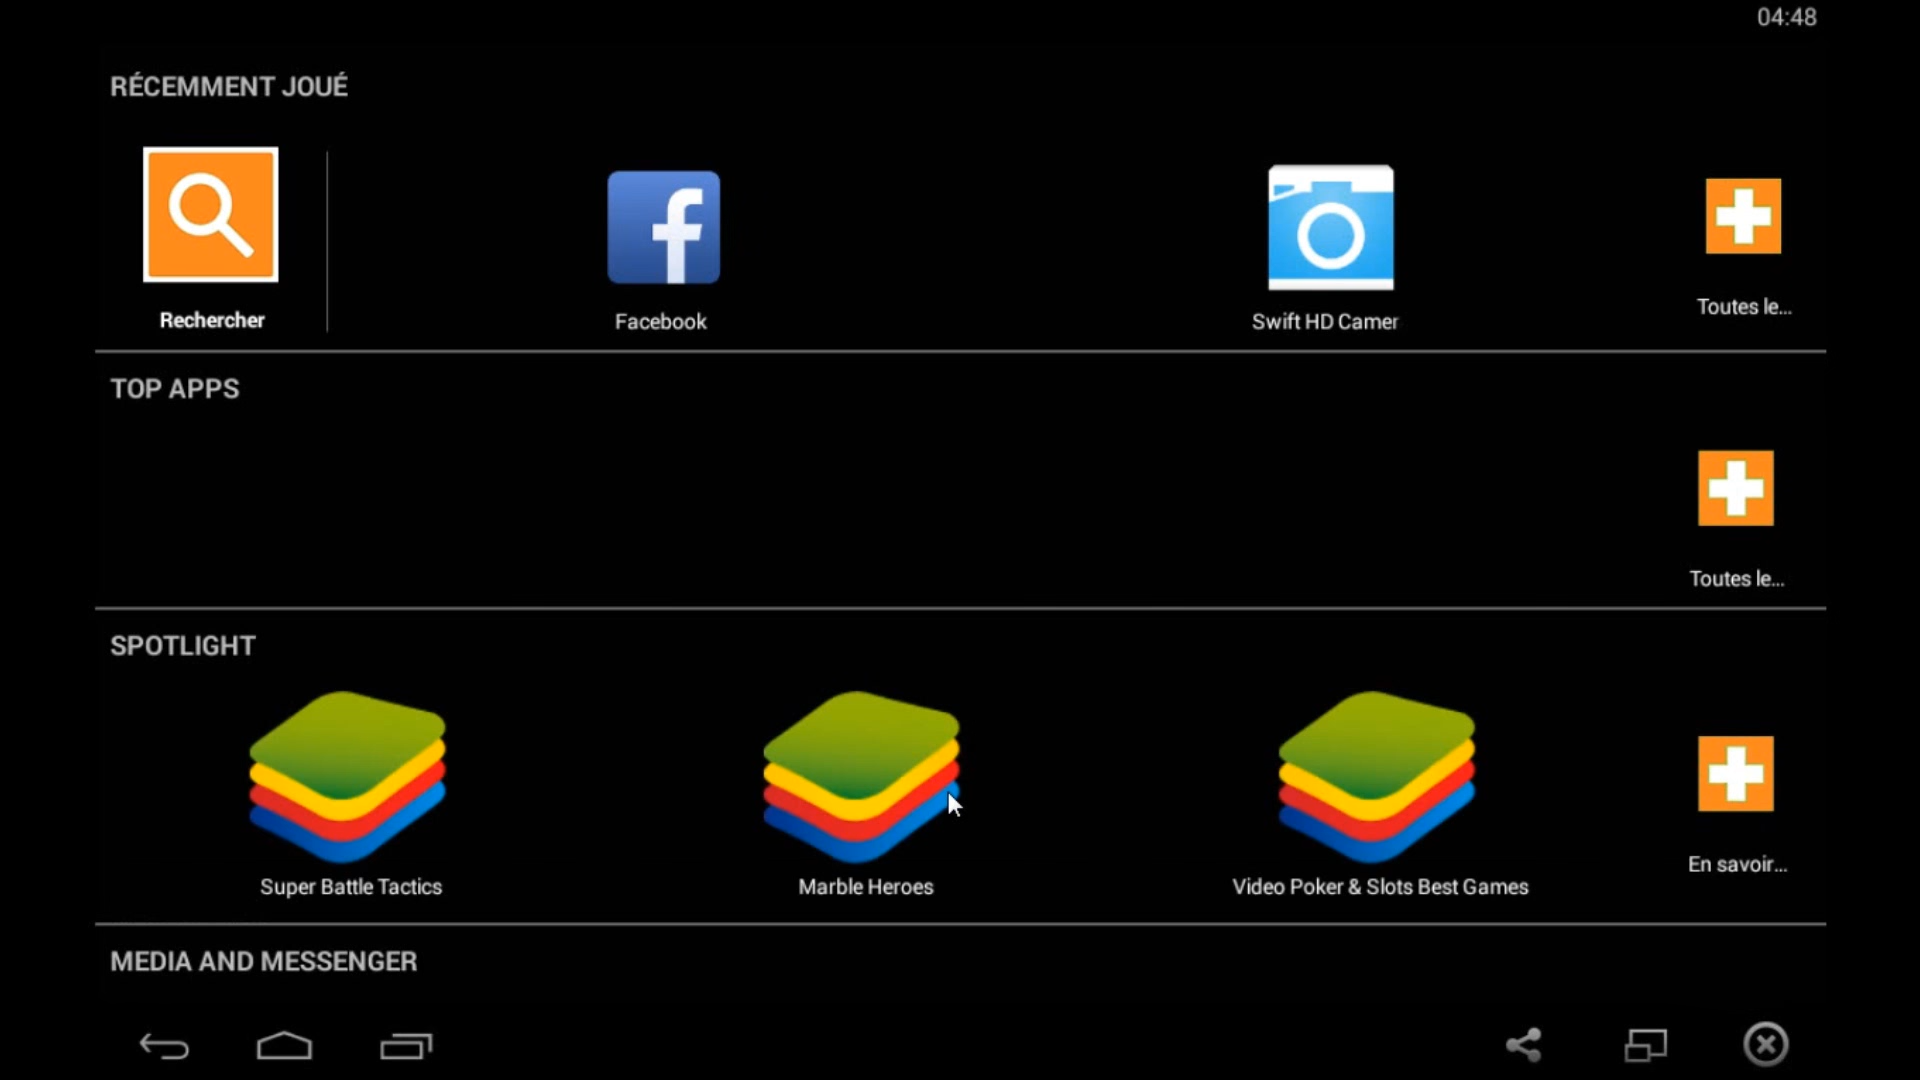 04:48
RÉCEMMENT JOUÉ
Rechercher
Facebook
Swift HD Camer
Toutes le...
TOP APPS
Toutes le...
SPOTLIGHT
Super Battle Tactics
Marble Heroes
Video Poker & Slots Best Games
En savoir...
MEDIA AND MESSENGER